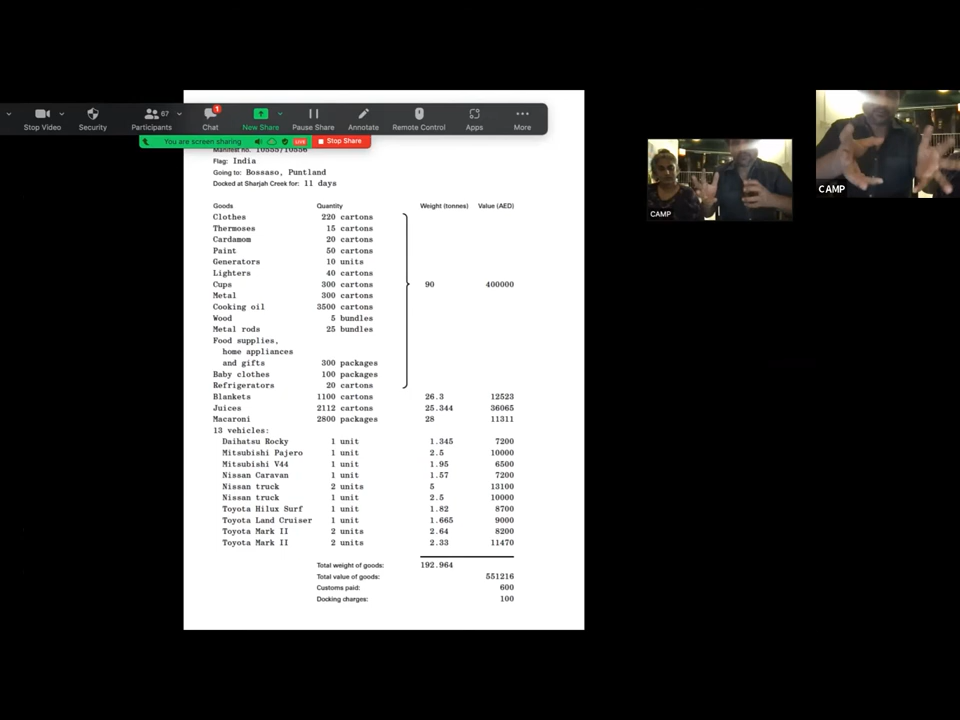 Stop Video
Security
Participants 67
Chat 1
New Share
Pause Share
Annotate
Remote Control
Apps
More
You are screen sharing LIVE Stop Share
CAMP
CAMP
Manifest no. 10555/10556
Flag: India
Going to: Bossaso, Puntland
Docked at Sharjah Creek for: 11 days
Goods Quantity Weight (tonnes) Value (AED)
Clothes 220 cartons
Thermoses 15 cartons
Cardamom 20 cartons
Paint 50 cartons
Generators 10 units
Lighters 40 cartons
Cups 300 cartons 90 400000
Metal 300 cartons
Cooking oil 3500 cartons
Wood 5 bundles
Metal rods 25 bundles
Food supplies,
home appliances
and gifts 300 packages
Baby clothes 100 packages
Refrigerators 20 cartons
Blankets 1100 cartons 26.3 12523
Juices 2112 cartons 25.344 36065
Macaroni 2800 packages 28 11311
13 vehicles:
Daihatsu Rocky 1 unit 1.345 7200
Mitsubishi Pajero 1 unit 2.5 10000
Mitsubishi V44 1 unit 1.95 6500
Nissan Caravan 1 unit 1.57 7200
Nissan truck 2 units 5 13100
Nissan truck 1 unit 2.5 10000
Toyota Hilux Surf 1 unit 1.82 8700
Toyota Land Cruiser 1 unit 1.665 9000
Toyota Mark II 2 units 2.64 8200
Toyota Mark II 2 units 2.33 11470
Total weight of goods: 192.964
Total value of goods: 551216
Customs paid: 600
Docking charges: 100